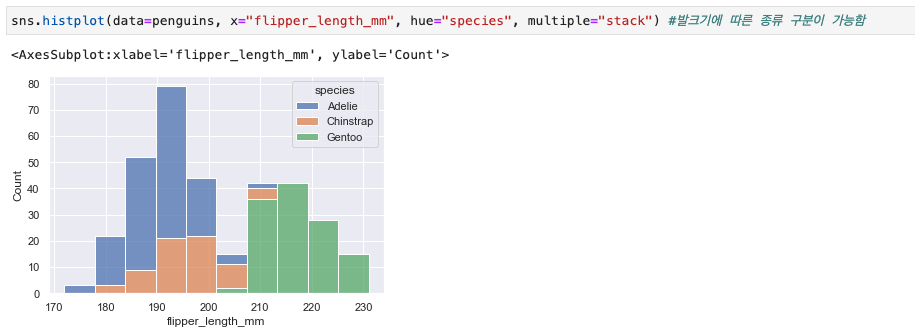 sns.histplot(data=penguins, x="flipper_length_mm", hue="species", multiple="stack") #발크기에 따른 종류 구분이 가능함
<AxesSubplot:xlabel='flipper_length_mm', ylabel='Count'>
80
70
60
50
40
30
20
10
0
Count
species
Adelie
Chinstrap
Gentoo
170 180 190 200 210 220 230
flipper_length_mm